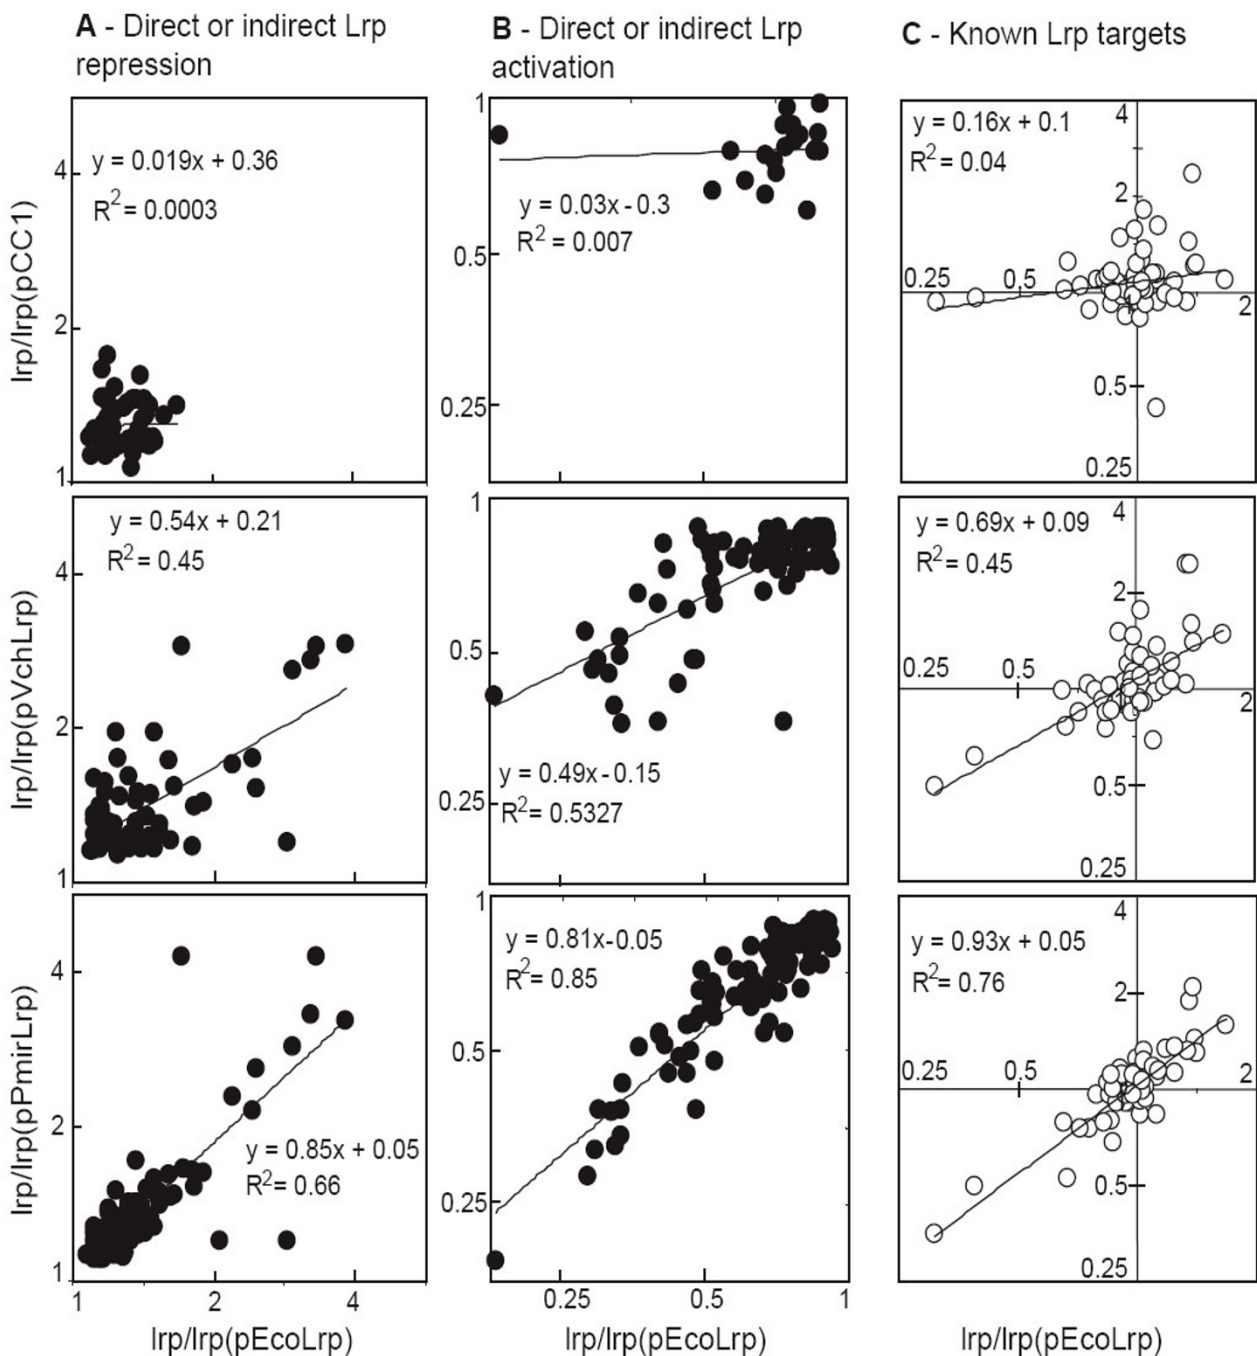 A - Direct or indirect Lrp
repression
B - Direct or indirect Lrp
activation
C - Known Lrp targets
lrp/lrp(pCC1)
4
2
1
y = 0.019x + 0.36
R2 = 0.0003
1
0.5
0.25
y = 0.03x - 0.3
R2 = 0.007
y = 0.16x + 0.1
R2 = 0.04
4
2
0.25
0.5
1
2
0.5
0.25
lrp/lrp(pVchLrp)
4
2
1
y = 0.54x + 0.21
R2 = 0.45
1
0.5
0.25
y = 0.49x - 0.15
R2 = 0.5327
y = 0.69x + 0.09
R2 = 0.45
4
2
0.25
0.5
2
0.5
0.25
lrp/lrp(pPmirLrp)
4
2
1
y = 0.85x + 0.05
R2 = 0.66
1
0.5
0.25
y = 0.81x-0.05
R2 = 0.85
y = 0.93x + 0.05
R2 = 0.76
4
2
0.25
0.5
2
0.5
0.25
1
2
4
0.25
0.5
1
lrp/lrp(pEcoLrp)
lrp/lrp(pEcoLrp)
lrp/lrp(pEcoLrp)